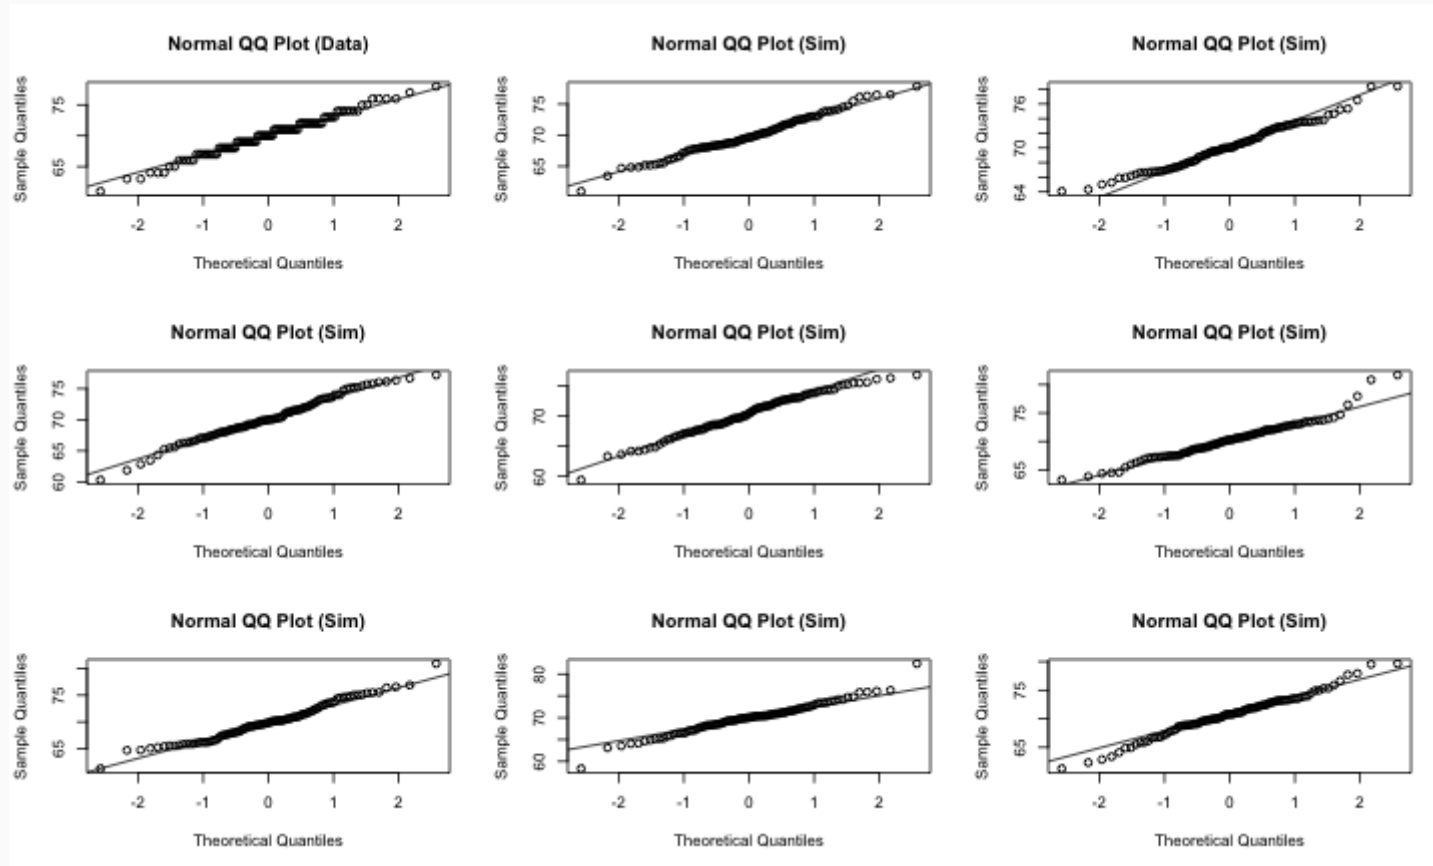 Normal QQ Plot (Data)
Sample Quantiles
75
65
-2 -1 0 1 2
Theoretical Quantiles
Normal QQ Plot (Sim)
Sample Quantiles
75
70
65
-2 -1 0 1 2
Theoretical Quantiles
Normal QQ Plot (Sim)
Sample Quantiles
76
70
64
-2 -1 0 1 2
Theoretical Quantiles
Normal QQ Plot (Sim)
Sample Quantiles
75
70
65
60
-2 -1 0 1 2
Theoretical Quantiles
Normal QQ Plot (Sim)
Sample Quantiles
70
60
-2 -1 0 1 2
Theoretical Quantiles
Normal QQ Plot (Sim)
Sample Quantiles
75
65
-2 -1 0 1 2
Theoretical Quantiles
Normal QQ Plot (Sim)
Sample Quantiles
75
65
-2 -1 0 1 2
Theoretical Quantiles
Normal QQ Plot (Sim)
Sample Quantiles
80
70
60
-2 -1 0 1 2
Theoretical Quantiles
Normal QQ Plot (Sim)
Sample Quantiles
75
65
-2 -1 0 1 2
Theoretical Quantiles